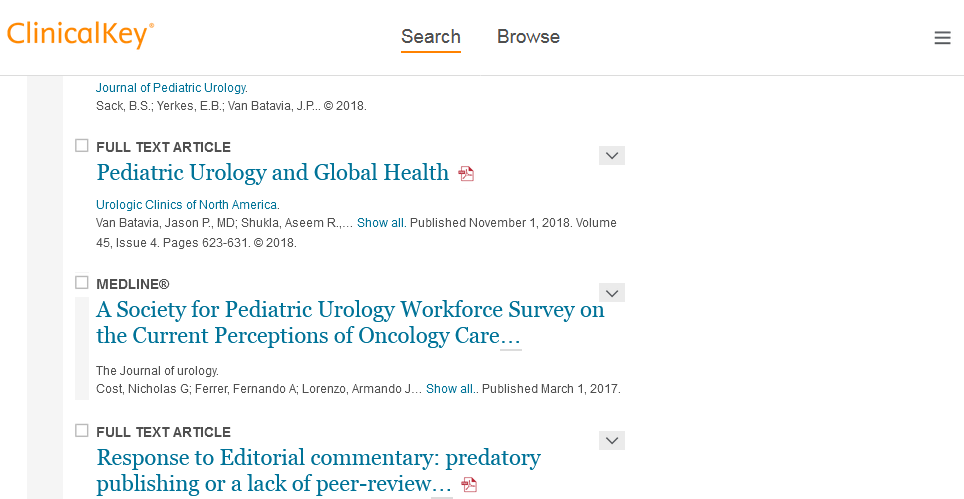 ClinicalKey®
Search
Browse
Journal of Pediatric Urology.
Sack, B.S.; Yerkes, E.B.; Van Batavia, J.P... © 2018.
FULL TEXT ARTICLE
Pediatric Urology and Global Health
Urologic Clinics of North America.
Van Batavia, Jason P., MD; Shukla, Aseem R.,... Show all. Published November 1, 2018. Volume
45, Issue 4. Pages 623-631. © 2018.
MEDLINE®
A Society for Pediatric Urology Workforce Survey on
the Current Perceptions of Oncology Care...
The Journal of urology.
Cost, Nicholas G; Ferrer, Fernando A; Lorenzo, Armando J... Show all.. Published March 1, 2017.
FULL TEXT ARTICLE
Response to Editorial commentary: predatory
publishing or a lack of peer-review...